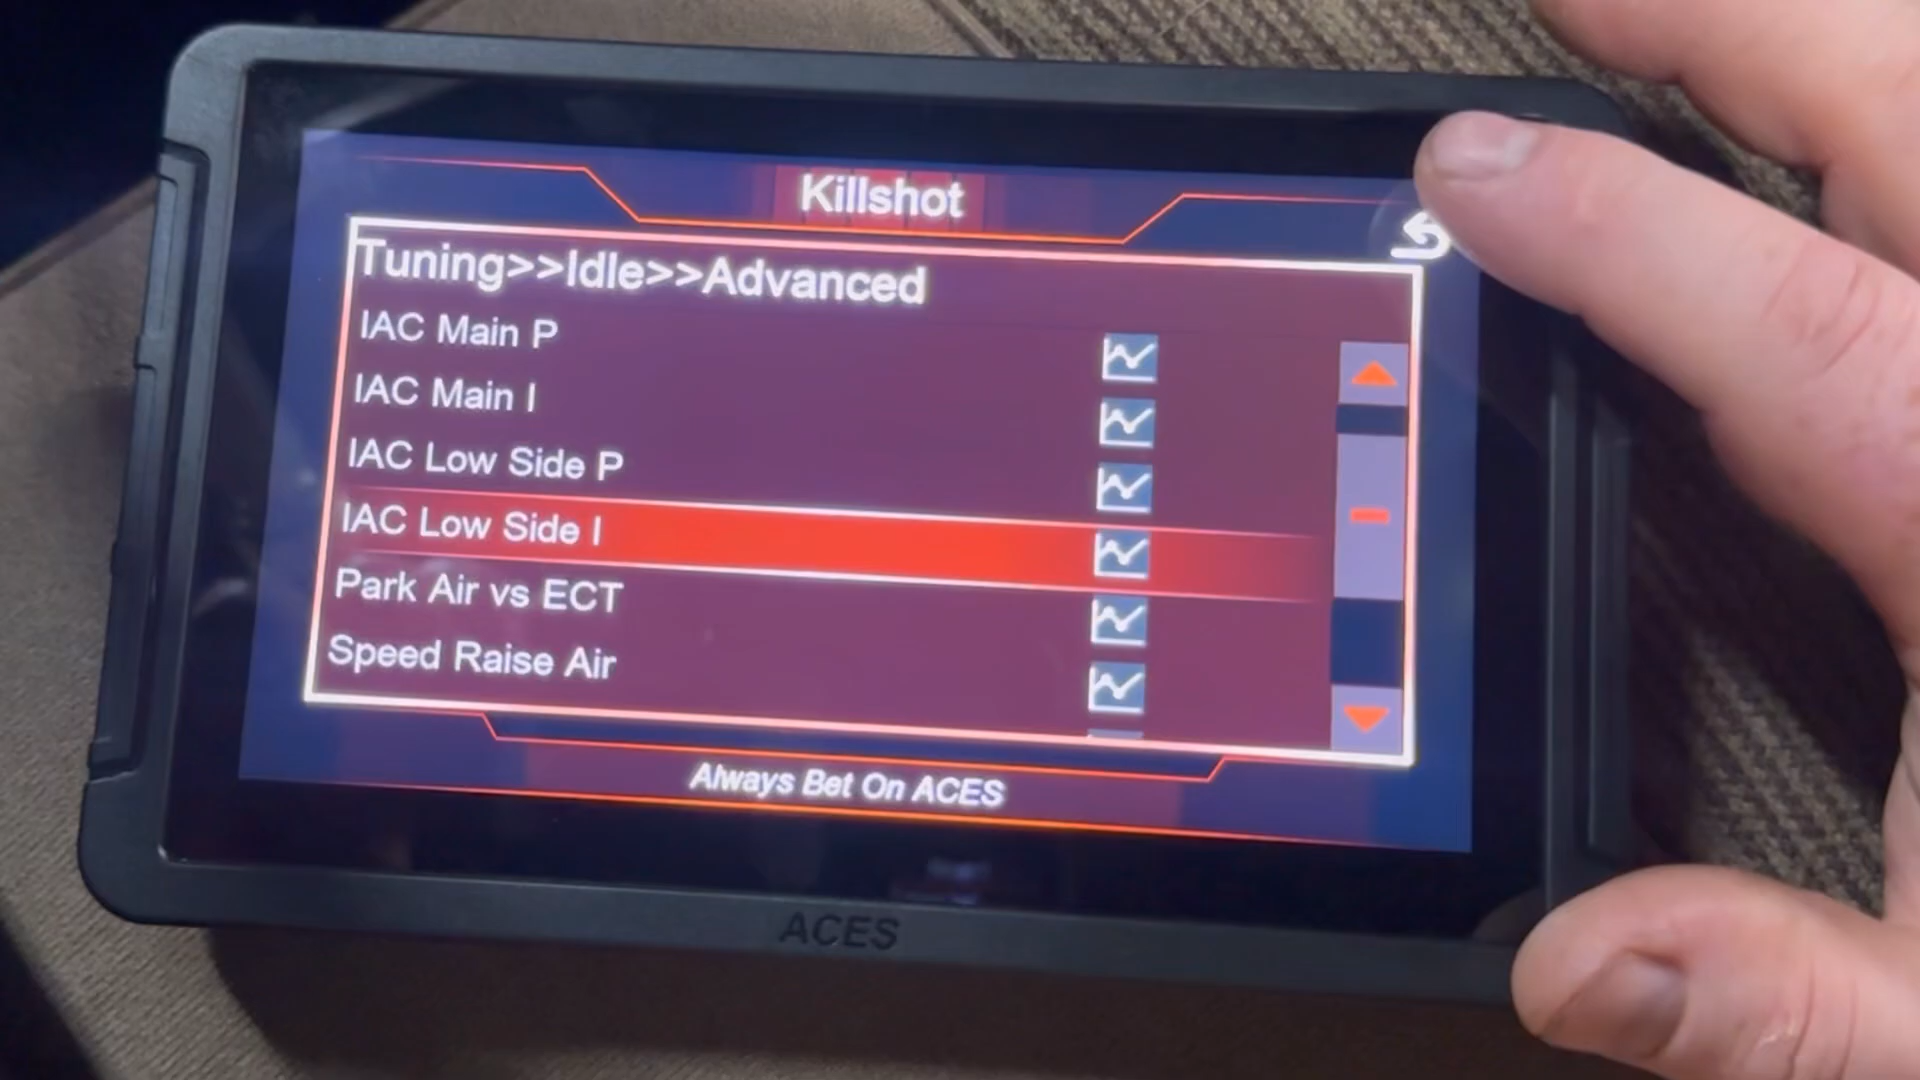 Killshot
Tuning>>Idle>>Advanced
IAC Main P
IAC Main I
IAC Low Side P
IAC Low Side I
Park Air vs ECT
Speed Raise Air
Always Bet On ACES
ACES